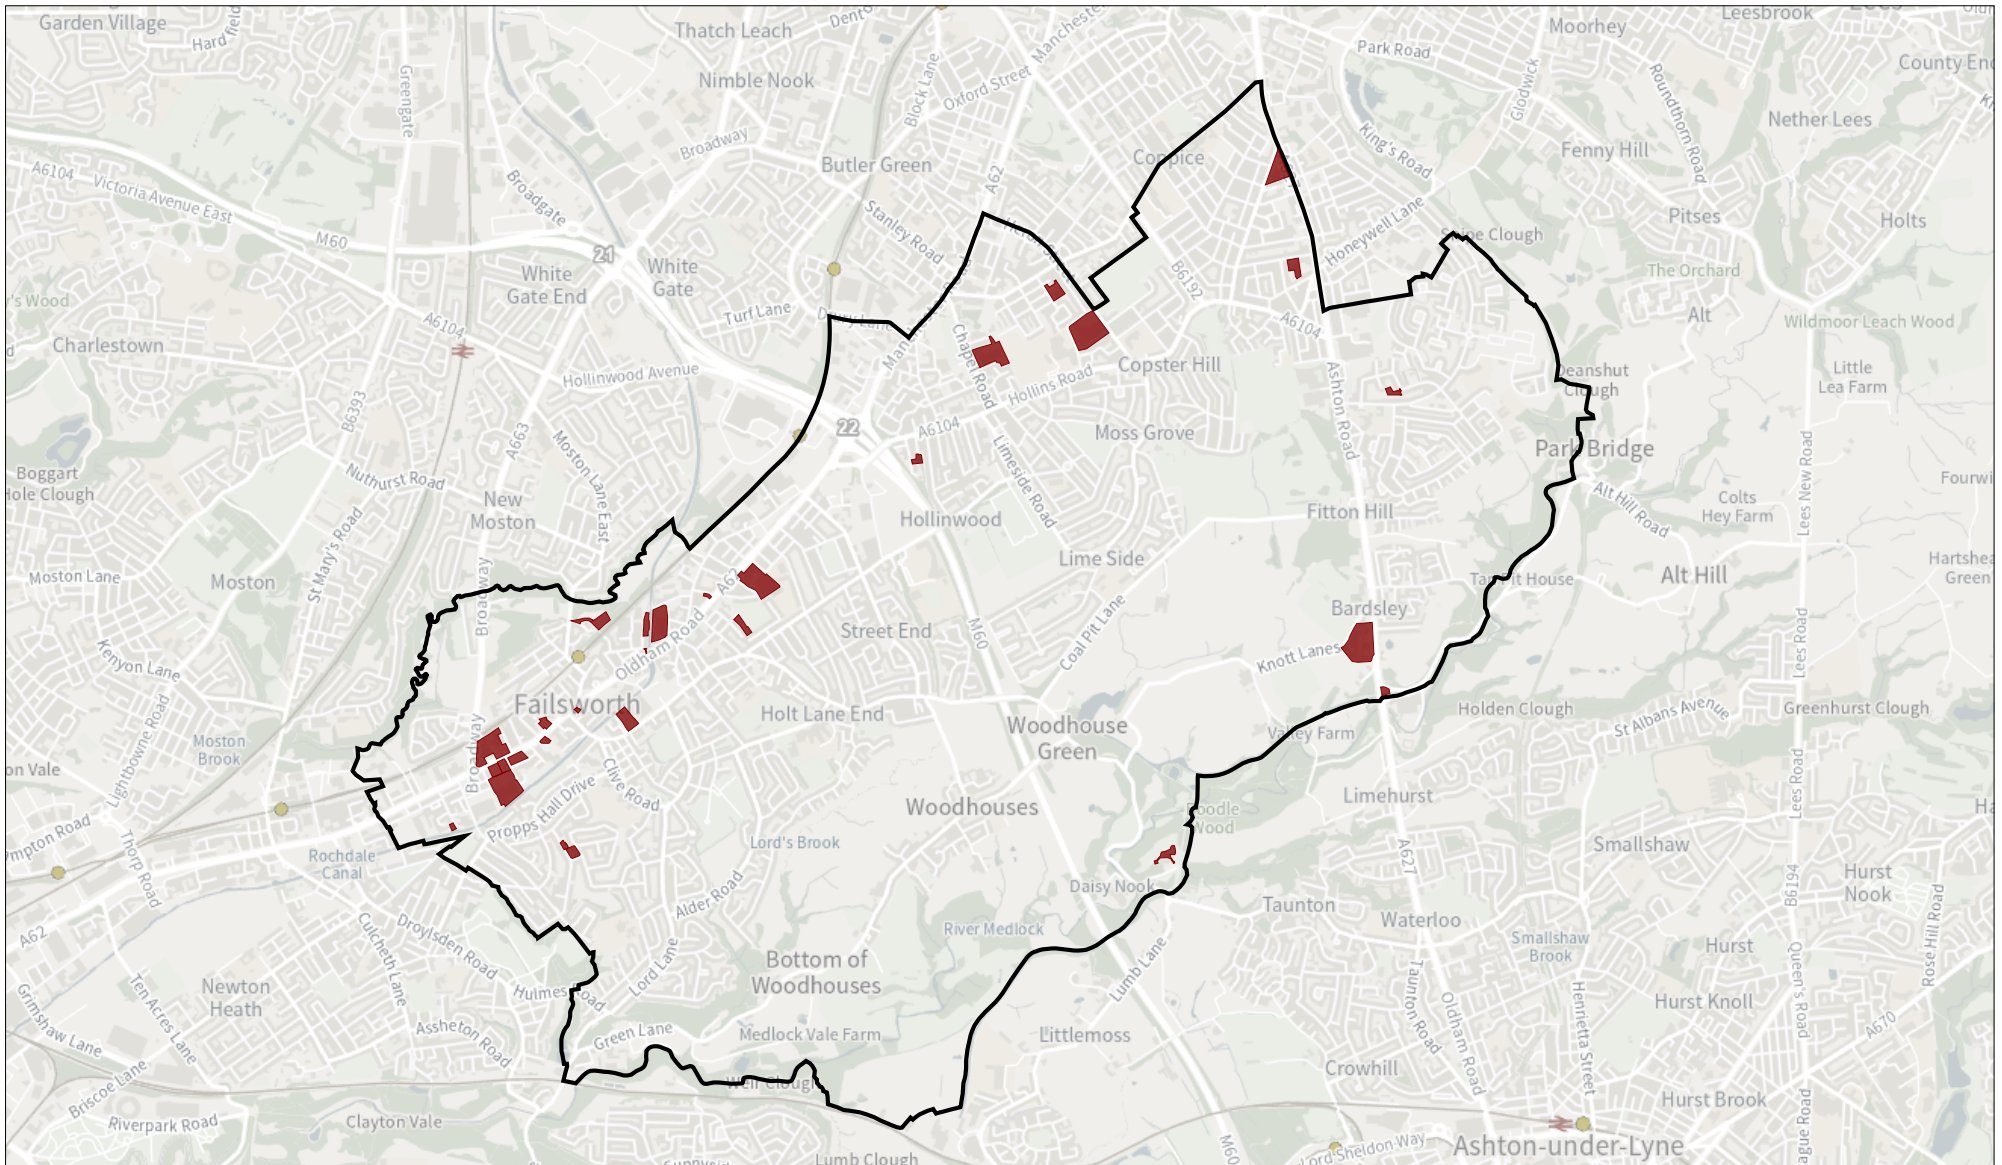 Garden Village
Thatch Leach
Moorhey
Leesbrook
Park Road
Nimble Nook
Oxford Street
Block Lane
Greengate
Glodwick
Roundthorn Road
Nether Lees
Broadway
Butler Green
A62
Coppice
King's Road
Fenny Hill
A6104
Victoria Avenue East
Broadgate
Stanley Road
Honeywell Lane
Pitses
Holts
M60
21
White
Gate End
White
Gate
B6192
The Orchard
Alt
Wildmoor Leach Wood
Turf Lane
A6104
A6104
Charlestown
Hollinwood Avenue
Chapel Road
Hollins Road
Copster Hill
Ashton Road
Little
Lea Farm
B6393
A663
22
A6104
Moss Grove
Park Bridge
Boggart
Hole Clough
Nuthurst Road
Moston Lane East
New
Moston
Limeside Road
Hollinwood
Fitton Hill
Alt Hill Road
Colts
Hey Farm
Lees New Road
St Mary's Road
Moston Lane
Moston
Lime Side
Alt Hill
Broadway
A62
Oldham Road
Street End
M60
Coal Pit Lane
Bardsley
Knott Lanes
Lees Road
Kenyon Lane
Failsworth
Holt Lane End
Woodhouse
Green
Valley Farm
Holden Clough
St Albans Avenue
Greenhurst Clough
Lightbowne Road
Moston
Brook
Broadway
Clive Road
Propps Hall Drive
Woodhouses
Limehurst
Lees Road
Thorp Road
Rochdale
Canal
Lord's Brook
A627
Smallshaw
Alder Road
Daisy Nook
Taunton
Waterloo
Hurst
Nook
B6194
A62
Culcheth Lane
Droylsden Road
Lord Lane
River Medlock
Lumb Lane
Smallshaw
Brook
Hurst
Rose Hill Road
Newton
Heath
Ten Acres Lane
Bottom of
Woodhouses
Taunton Road
Oldham Road
Henrietta Street
Queen's Road
Hurst Knoll
A670
Grimshaw Lane
Assheton Road
Green Lane
Medlock Vale Farm
Littlemoss
Crowhill
Briscoe Lane
Riverpark Road
Clayton Vale
Hurst Brook
M60
Lord Sheldon Way
Ashton-under-Lyne
Lumb Clough